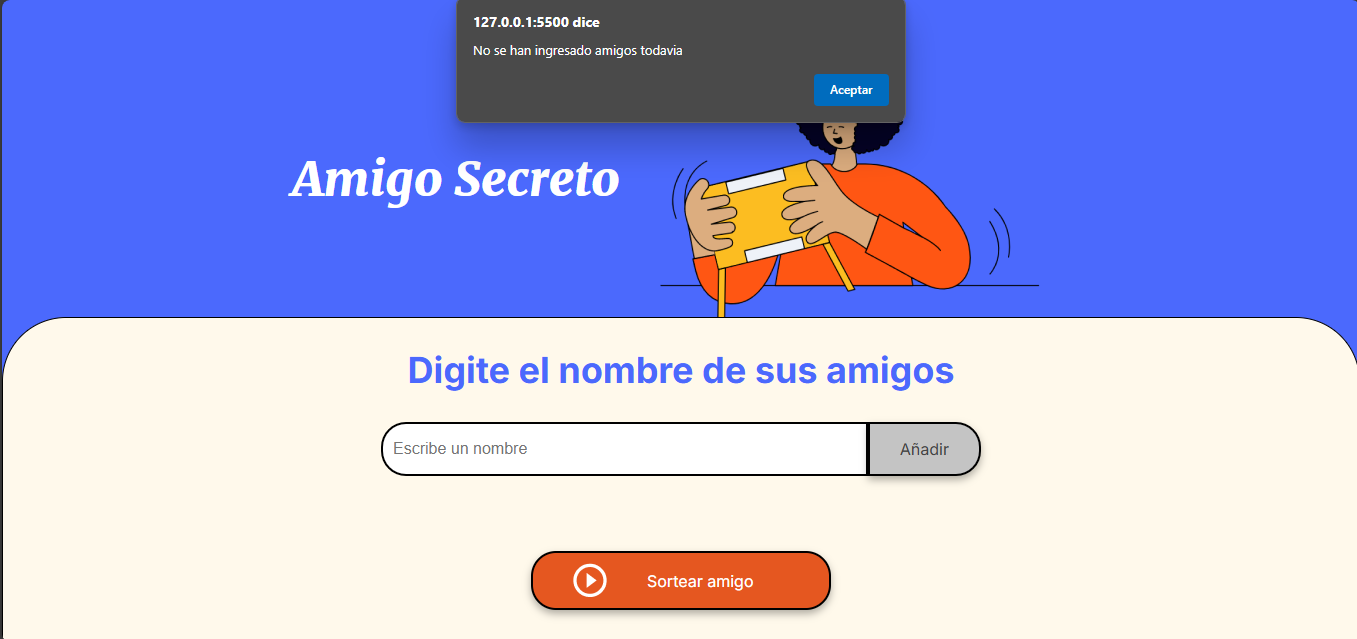 127.0.0.1:5500 dice
No se han ingresado amigos todavia
Aceptar
Amigo Secreto
Digite el nombre de sus amigos
Escribe un nombre
Añadir
Sortear amigo